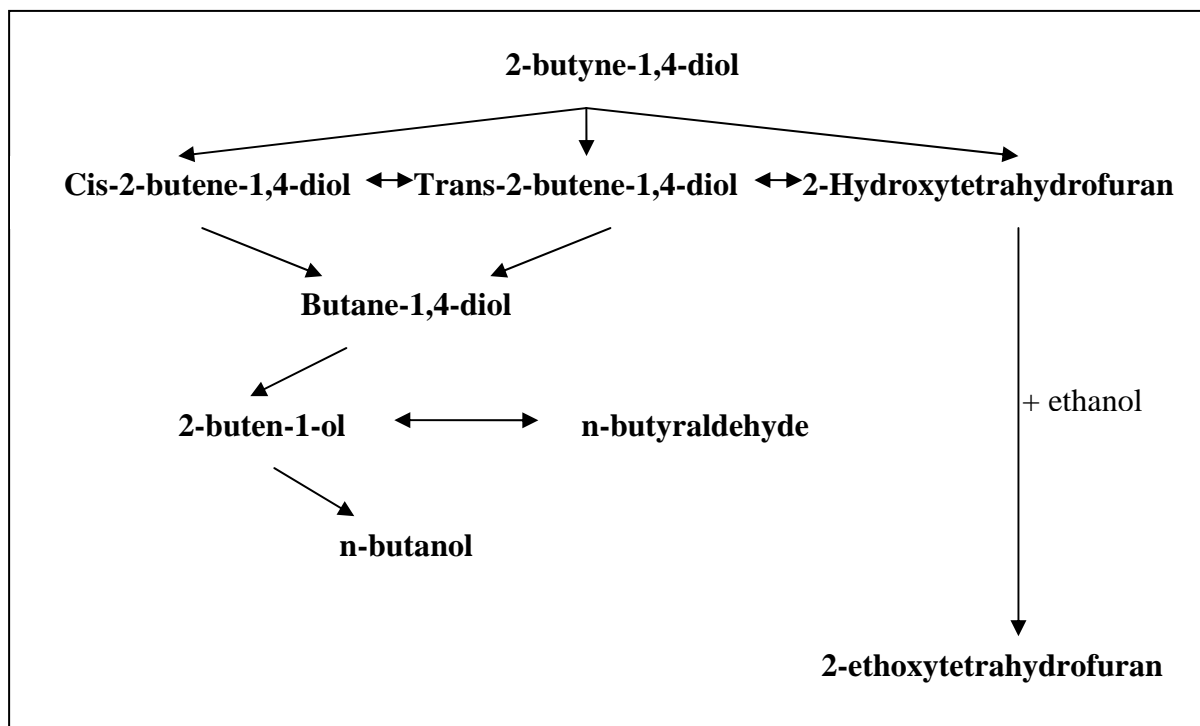 2-butyne-1,4-diol
Cis-2-butene-1,4-diol Trans-2-butene-1,4-diol 2-Hydroxytetrahydrofuran
Butane-1,4-diol
+ ethanol
2-buten-1-ol n-butyraldehyde
n-butanol
2-ethoxytetrahydrofuran